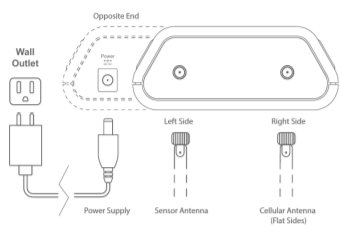 Opposite End
Wall
Outlet
Power
Left Side
Right Side
Power Supply
Sensor Antenna
Cellular Antenna
(Flat Sides)